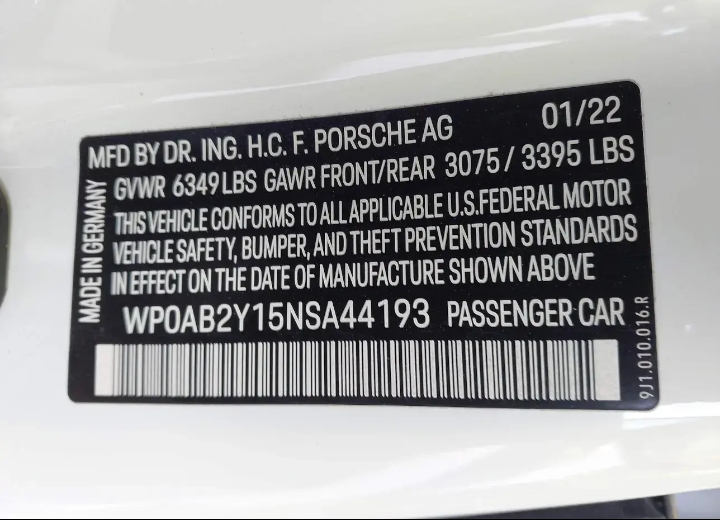 MFD BY DR. ING. H.C. F. PORSCHE AG 01/22
GVWR 6349 LBS GAWR FRONT/REAR 3075 / 3395 LBS
THIS VEHICLE CONFORMS TO ALL APPLICABLE U.S. FEDERAL MOTOR
VEHICLE SAFETY, BUMPER, AND THEFT PREVENTION STANDARDS
IN EFFECT ON THE DATE OF MANUFACTURE SHOWN ABOVE
WP0AB2Y15NSA44193 PASSENGER CAR
MADE IN GERMANY
9J1.010.016.R